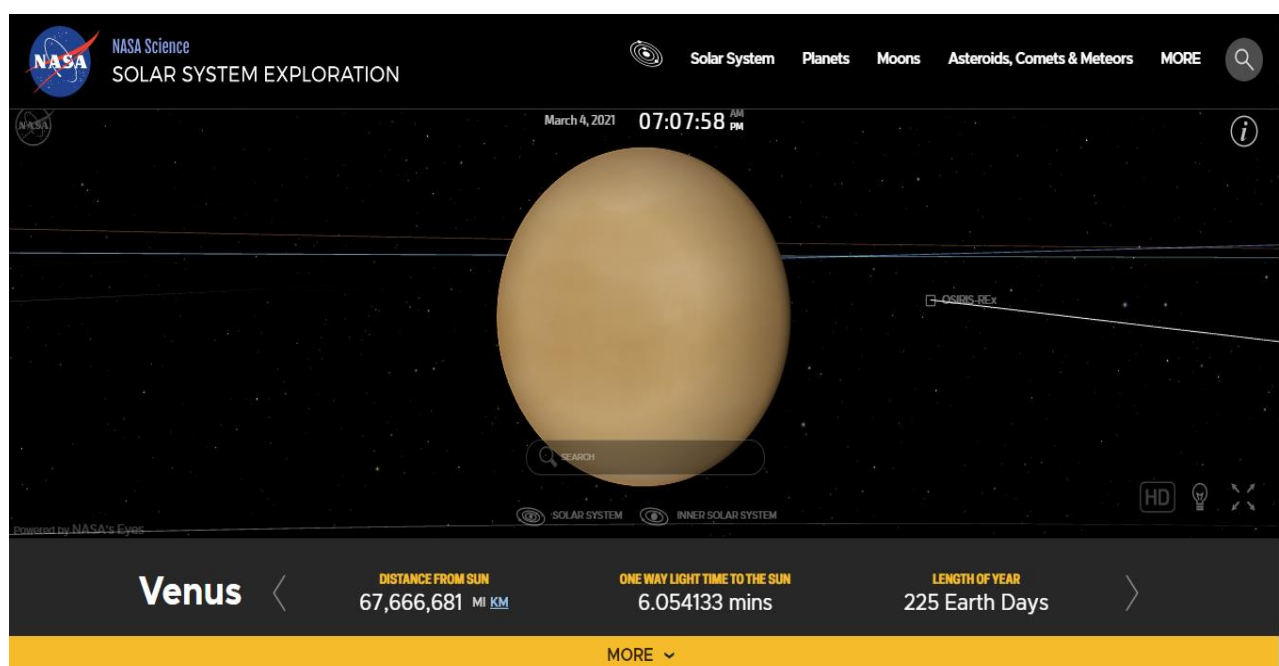 NASA
NASA Science
SOLAR SYSTEM EXPLORATION
Solar System Planets Moons Asteroids, Comets & Meteors MORE
NASA
March 4, 2021 07:07:58 AM PM
i
OSIRIS-REx
SEARCH
HD
SOLAR SYSTEM INNER SOLAR SYSTEM
Powered by NASA's Eyes
Venus
DISTANCE FROM SUN
67,666,681 MI KM
ONE WAY LIGHT TIME TO THE SUN
6.054133 mins
LENGTH OF YEAR
225 Earth Days
MORE